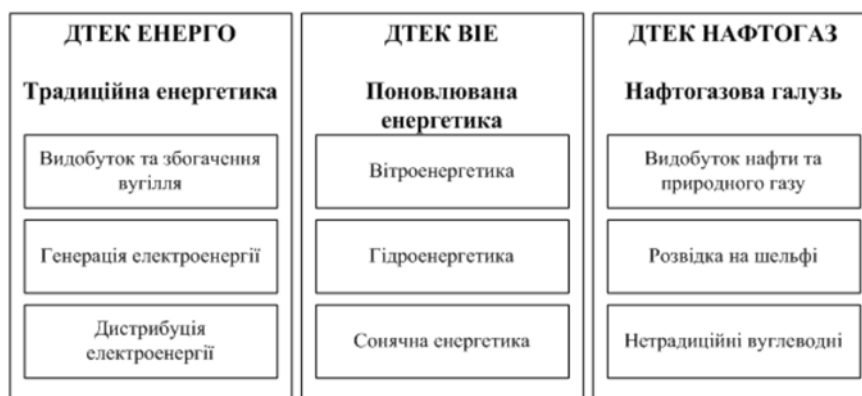 ДТЕК ЕНЕРГО
Традиційна енергетика
Видобуток та збогачення
вугілля
Генерація електроенергії
Дистрибуція
електроенергії
ДТЕК ВІЕ
Поновлювана
енергетика
Вітроенергетика
Гідроенергетика
Сонячна енергетика
ДТЕК НАФТОГАЗ
Нафтогазова галузь
Видобуток нафти та
природного газу
Розвідка на шельфі
Нетрадиційні вуглеводні